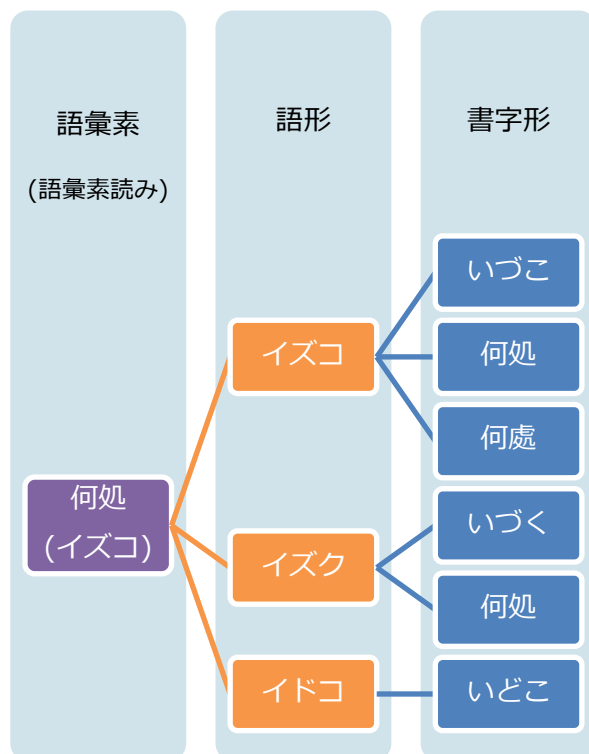 語彙素
(語彙素読み)
語形
書字形
何処
(イズコ)
イズコ
イズク
イドコ
いづこ
何処
何處
いづく
何処
いどこ